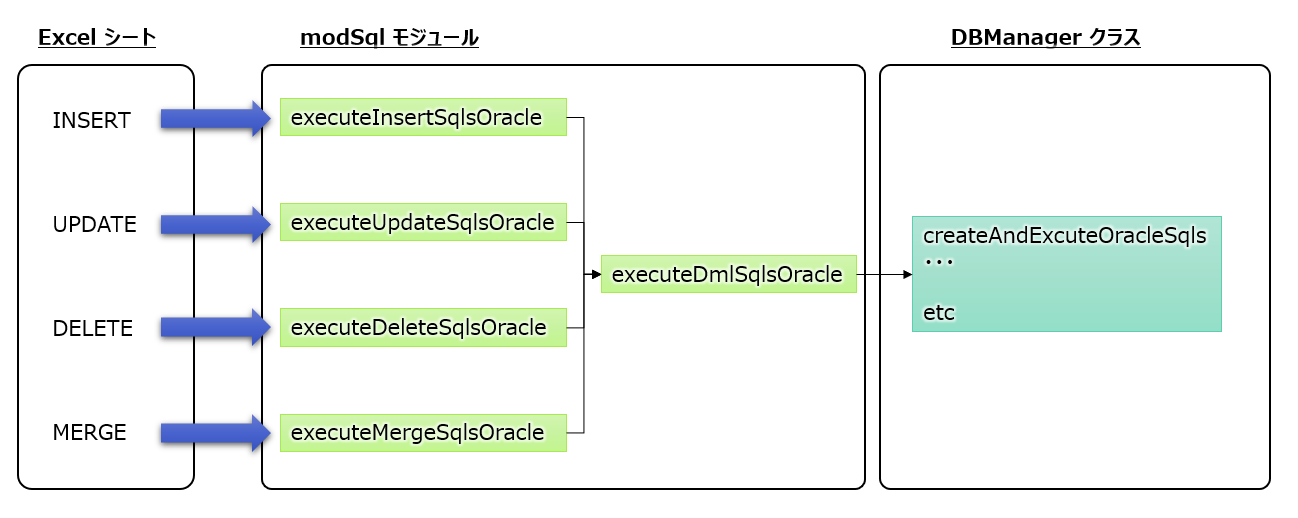 Excel シート
modSql モジュール
DBManager クラス
INSERT
executeInsertSqlsOracle
UPDATE
executeUpdateSqlsOracle
createAndExcuteOracleSqls
・・・
executeDmlSqlsOracle
etc
DELETE
executeDeleteSqlsOracle
MERGE
executeMergeSqlsOracle